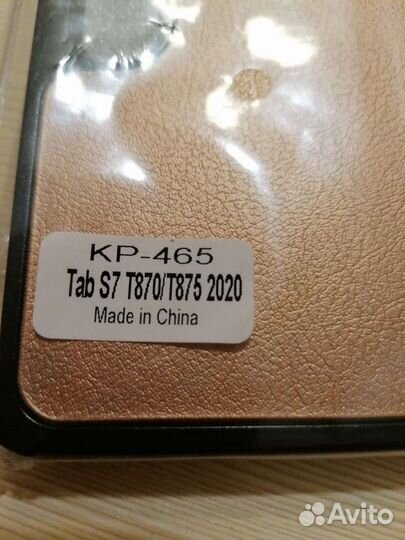 KP-465
Tab S7 T870/T875 2020
Made in China
Avito